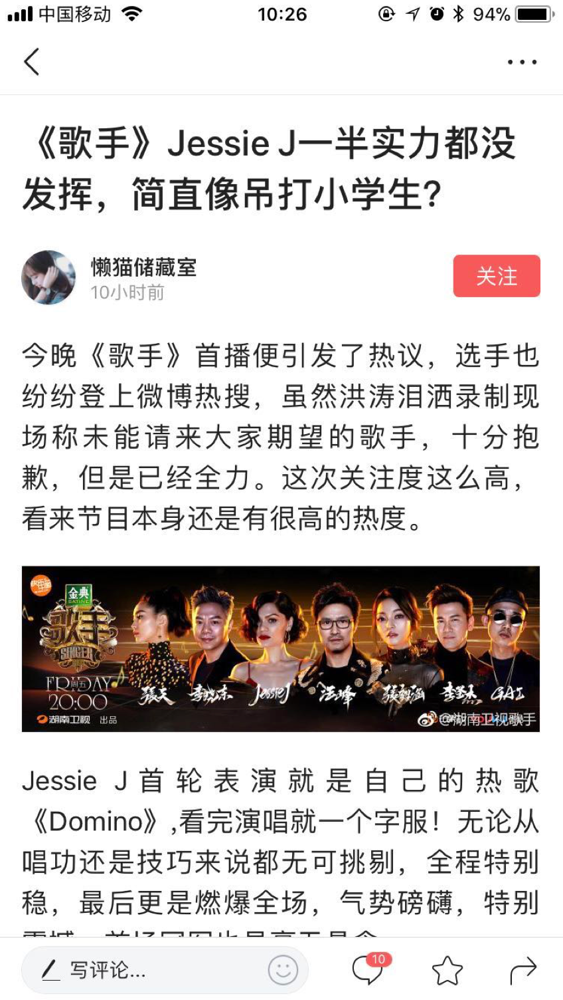 中国移动
10:26
94%
《歌手》Jessie J一半实力都没
发挥，简直像吊打小学生？
懒猫储藏室
10小时前
关注
今晚《歌手》首播便引发了热议，选手也
纷纷登上微博热搜，虽然洪涛泪洒录制现
场称未能请来大家期望的歌手，十分抱
歉，但是已经全力。这次关注度这么高，
看来节目本身还是有很高的热度。
快乐中国
金典
SATINE
歌手
SINGER
FRIDAY
周五
20:00
湖南卫视 出品
張天
李晓东
JessieJ
汪峰
張韶涵
李圣杰
GAI
@湖南卫视歌手
Jessie J首轮表演就是自己的热歌
《Domino》,看完演唱就一个字服！无论从
唱功还是技巧来说都无可挑剔，全程特别
稳，最后更是燃爆全场，气势磅礴，特别
写评论...
10